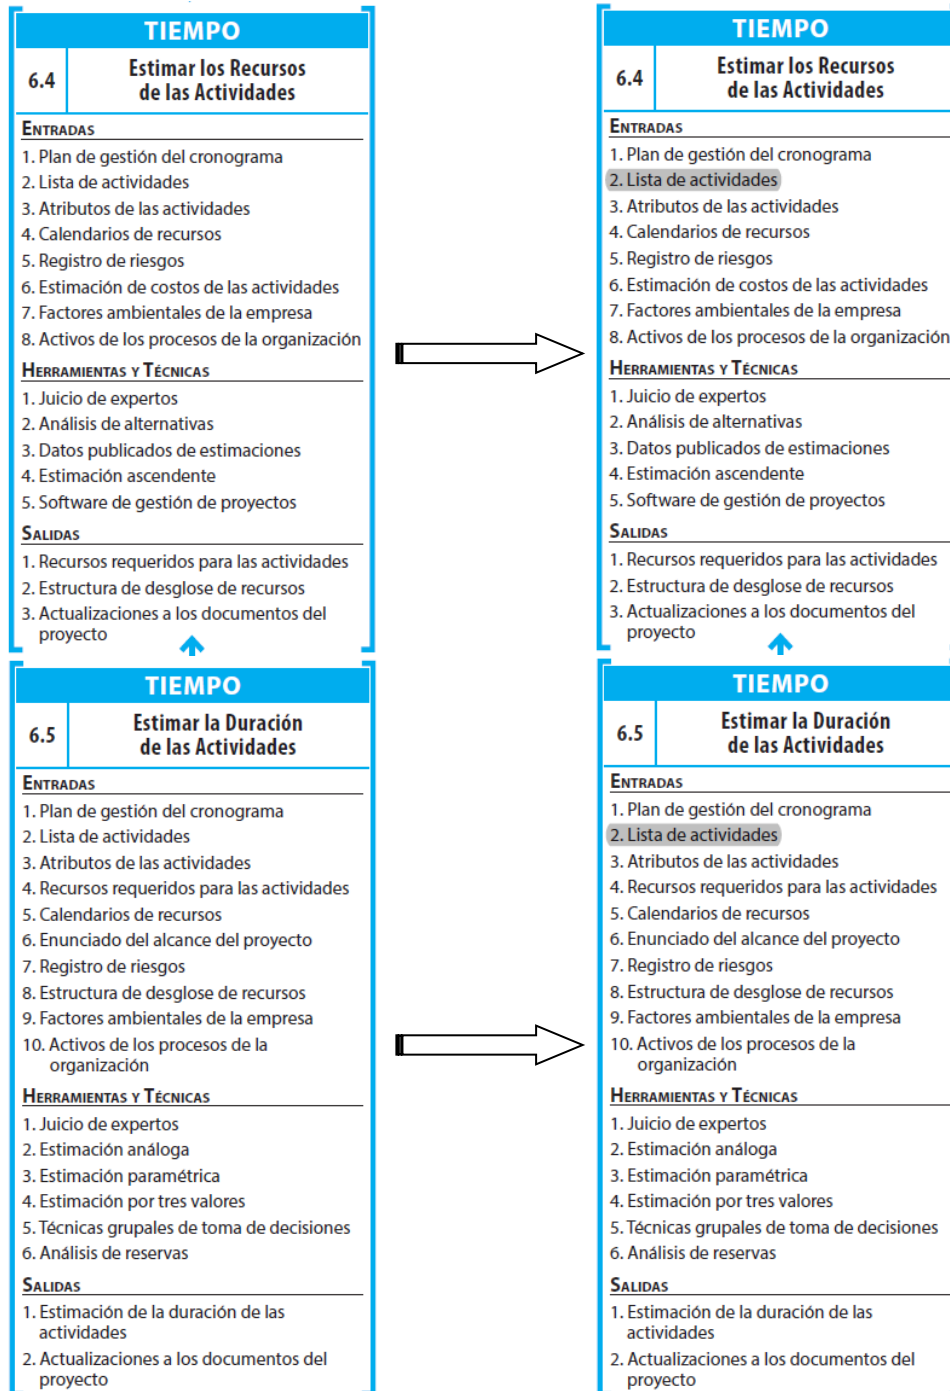 TIEMPO
6.4
Estimar los Recursos
de las Actividades
ENTRADAS
1. Plan de gestión del cronograma
2. Lista de actividades
3. Atributos de las actividades
4. Calendarios de recursos
5. Registro de riesgos
6. Estimación de costos de las actividades
7. Factores ambientales de la empresa
8. Activos de los procesos de la organización
HERRAMIENTAS Y TÉCNICAS
1. Juicio de expertos
2. Análisis de alternativas
3. Datos publicados de estimaciones
4. Estimación ascendente
5. Software de gestión de proyectos
SALIDAS
1. Recursos requeridos para las actividades
2. Estructura de desglose de recursos
3. Actualizaciones a los documentos del
proyecto
TIEMPO
6.5
Estimar la Duración
de las Actividades
ENTRADAS
1. Plan de gestión del cronograma
2. Lista de actividades
3. Atributos de las actividades
4. Recursos requeridos para las actividades
5. Calendarios de recursos
6. Enunciado del alcance del proyecto
7. Registro de riesgos
8. Estructura de desglose de recursos
9. Factores ambientales de la empresa
10. Activos de los procesos de la
organización
HERRAMIENTAS Y TÉCNICAS
1. Juicio de expertos
2. Estimación análoga
3. Estimación paramétrica
4. Estimación por tres valores
5. Técnicas grupales de toma de decisiones
6. Análisis de reservas
SALIDAS
1. Estimación de la duración de las
actividades
2. Actualizaciones a los documentos del
proyecto
TIEMPO
6.4
Estimar los Recursos
de las Actividades
ENTRADAS
1. Plan de gestión del cronograma
2. Lista de actividades
3. Atributos de las actividades
4. Calendarios de recursos
5. Registro de riesgos
6. Estimación de costos de las actividades
7. Factores ambientales de la empresa
8. Activos de los procesos de la organización
HERRAMIENTAS Y TÉCNICAS
1. Juicio de expertos
2. Análisis de alternativas
3. Datos publicados de estimaciones
4. Estimación ascendente
5. Software de gestión de proyectos
SALIDAS
1. Recursos requeridos para las actividades
2. Estructura de desglose de recursos
3. Actualizaciones a los documentos del
proyecto
TIEMPO
6.5
Estimar la Duración
de las Actividades
ENTRADAS
1. Plan de gestión del cronograma
2. Lista de actividades
3. Atributos de las actividades
4. Recursos requeridos para las actividades
5. Calendarios de recursos
6. Enunciado del alcance del proyecto
7. Registro de riesgos
8. Estructura de desglose de recursos
9. Factores ambientales de la empresa
10. Activos de los procesos de la
organización
HERRAMIENTAS Y TÉCNICAS
1. Juicio de expertos
2. Estimación análoga
3. Estimación paramétrica
4. Estimación por tres valores
5. Técnicas grupales de toma de decisiones
6. Análisis de reservas
SALIDAS
1. Estimación de la duración de las
actividades
2. Actualizaciones a los documentos del
proyecto